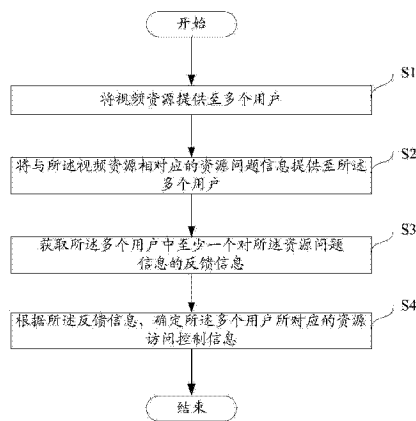 开始
S1
将视频资源提供至多个用户
S2
将与所述视频资源相对应的资源问题信息提供至所述
多个用户
S3
获取所述多个用户中至少一个对所述资源问题
信息的反馈信息
S4
根据所述反馈信息、确定所述多个用户所对应的资源
访问控制信息
结束